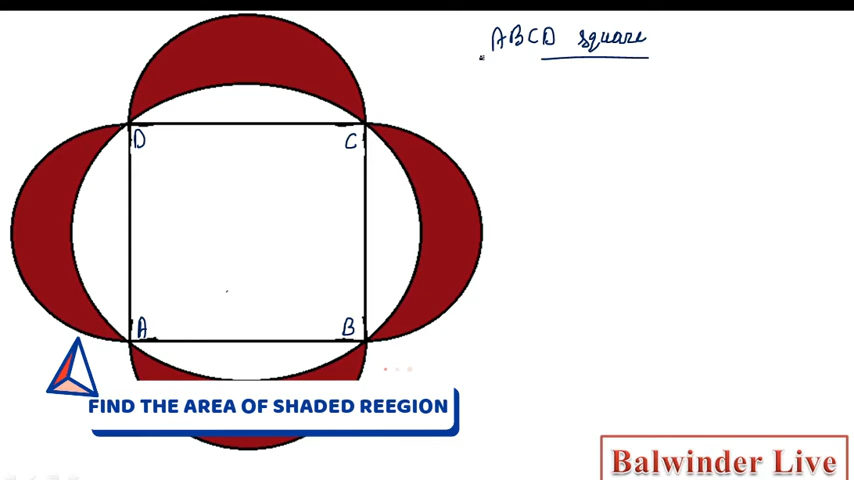 ABCD square
D C
A B
FIND THE AREA OF SHADED REEGION
Balwinder Live